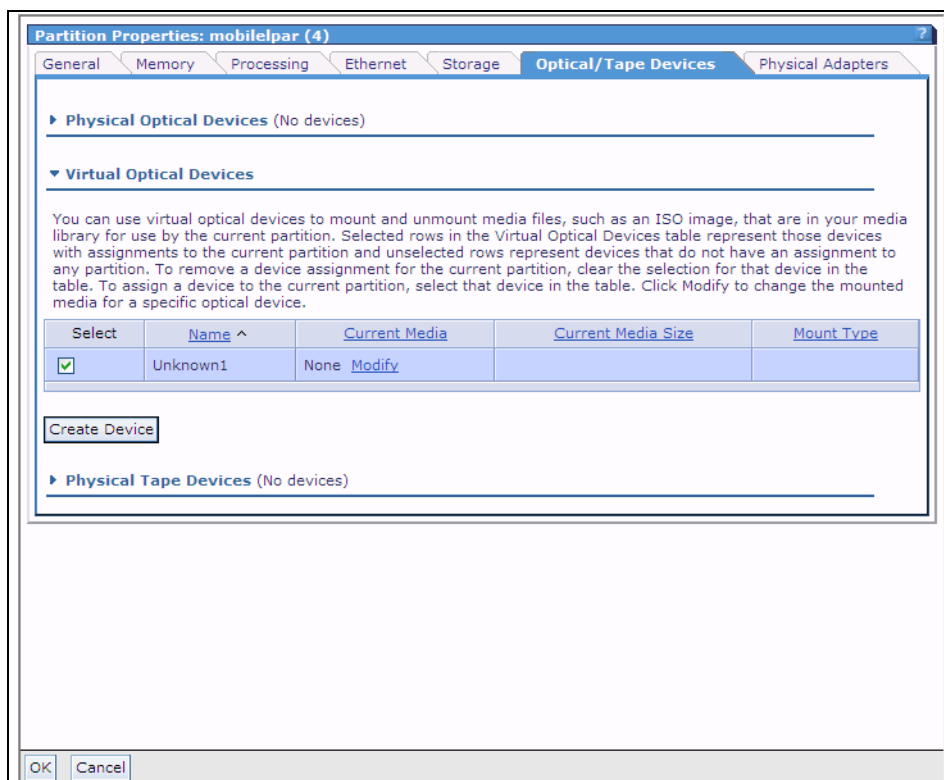 Partition Properties: mobilelpar (4) ?
General Memory Processing Ethernet Storage Optical/Tape Devices Physical Adapters
Physical Optical Devices (No devices)
Virtual Optical Devices
You can use virtual optical devices to mount and unmount media files, such as an ISO image, that are in your media
library for use by the current partition. Selected rows in the Virtual Optical Devices table represent those devices
with assignments to the current partition and unselected rows represent devices that do not have an assignment to
any partition. To remove a device assignment for the current partition, clear the selection for that device in the
table. To assign a device to the current partition, select that device in the table. Click Modify to change the mounted
media for a specific optical device.
Select Name ^ Current Media Current Media Size Mount Type
Unknown1 None Modify
Create Device
Physical Tape Devices (No devices)
OK Cancel